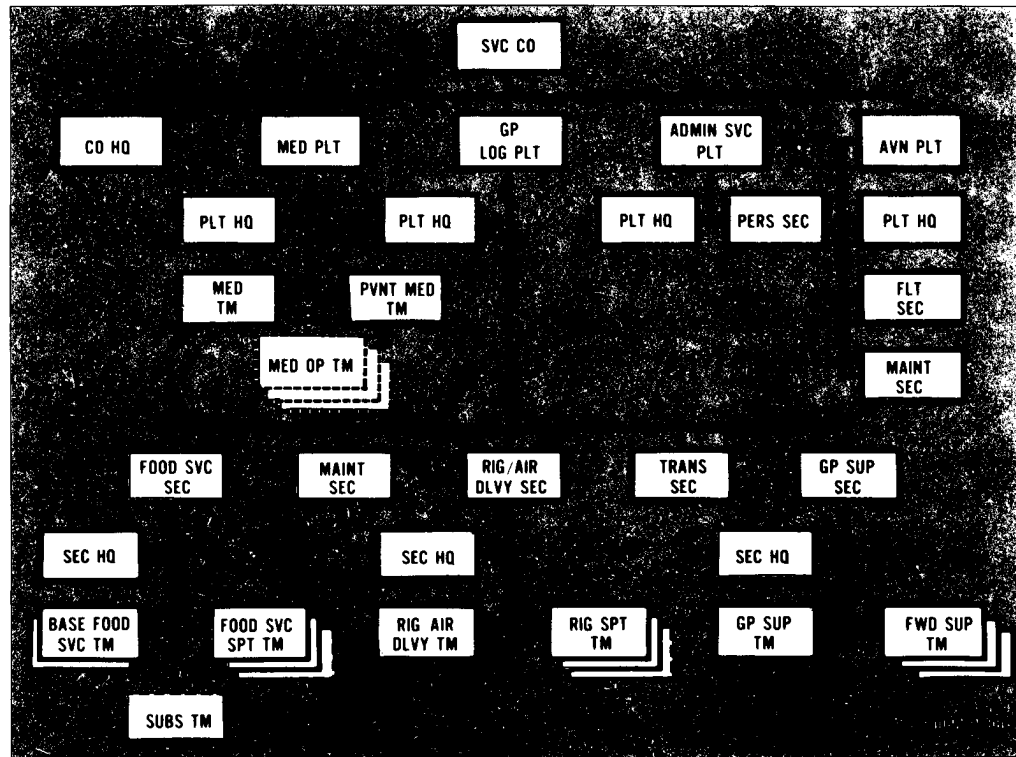 SVC CO
CO HQ
MED PLT
GP
LOG PLT
ADMIN SVC
PLT
AVN PLT
PLT HQ
PLT HQ
PLT HQ
PERS SEC
PLT HQ
MED
TM
PVNT MED
TM
FLT
SEC
MED OP TM
MAINT
SEC
FOOD SVC
SEC
MAINT
SEC
RIG/AIR
DLVY SEC
TRANS
SEC
GP SUP
SEC
SEC HQ
SEC HQ
SEC HQ
BASE FOOD
SVC TM
FOOD SVC
SPT TM
RIG AIR
DLVY TM
RIG SPT
TM
GP SUP
TM
FWD SUP
TM
SUBS TM